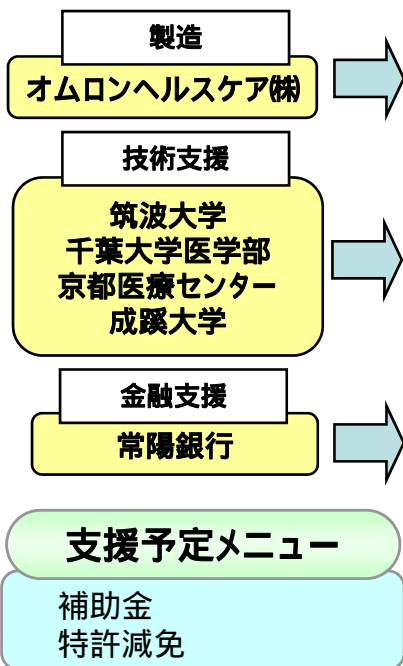 製造
オムロンヘルスケア㈱
技術支援
筑波大学
千葉大学医学部
京都医療センター
成蹊大学
金融支援
常陽銀行
支援予定メニュー
補助金
特許減免